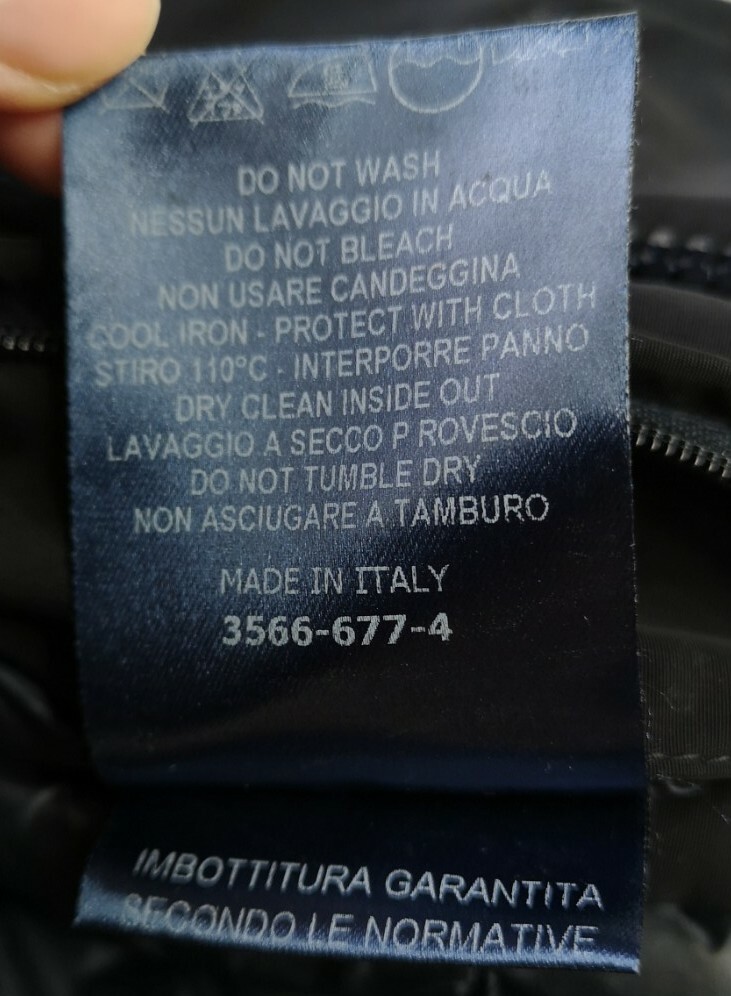 DO NOT WASH
NESSUN LAVAGGIO IN ACQUA
DO NOT BLEACH
NON USARE CANDEGGINA
COOL IRON - PROTECT WITH CLOTH
STIRO 110°C - INTERPORRE PANNO
DRY CLEAN INSIDE OUT
LAVAGGIO A SECCO P ROVESCIO
DO NOT TUMBLE DRY
NON ASCIUGARE A TAMBURO
MADE IN ITALY
3566-677-4
IMBOTTITURA GARANTITA
SECONDO LE NORMATIVE